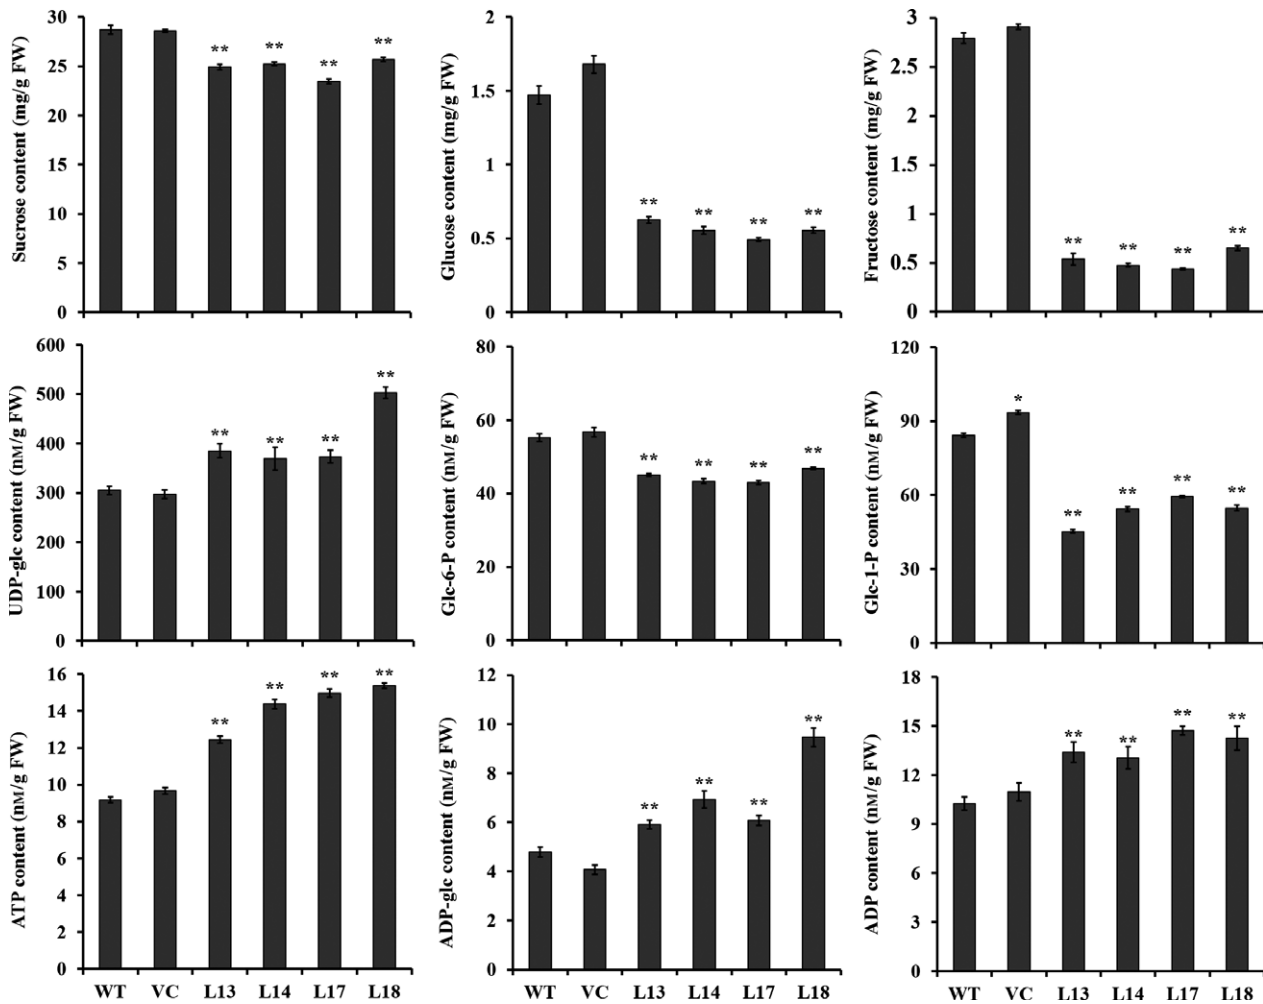 Sucrose content (mg/g FW)
30
25
20
15
10
5
0
** ** ** **
Glucose content (mg/g FW)
2
1.5
1
0.5
0
** ** ** **
Fructose content (mg/g FW)
3
2.5
2
1.5
1
0.5
0
** ** ** **
UDP-glc content (nM/g FW)
600
500
400
300
200
100
0
** ** ** **
Glc-6-P content (nM/g FW)
80
60
40
20
0
** ** ** **
Glc-1-P content (nM/g FW)
120
90
60
30
0
* ** ** ** **
ATP content (nM/g FW)
16
14
12
10
8
6
4
2
0
** ** ** **
WT VC L13 L14 L17 L18
ADP-glc content (nM/g FW)
12
10
8
6
4
2
0
** ** ** **
WT VC L13 L14 L17 L18
ADP content (nM/g FW)
18
15
12
9
6
3
0
** ** ** **
WT VC L13 L14 L17 L18